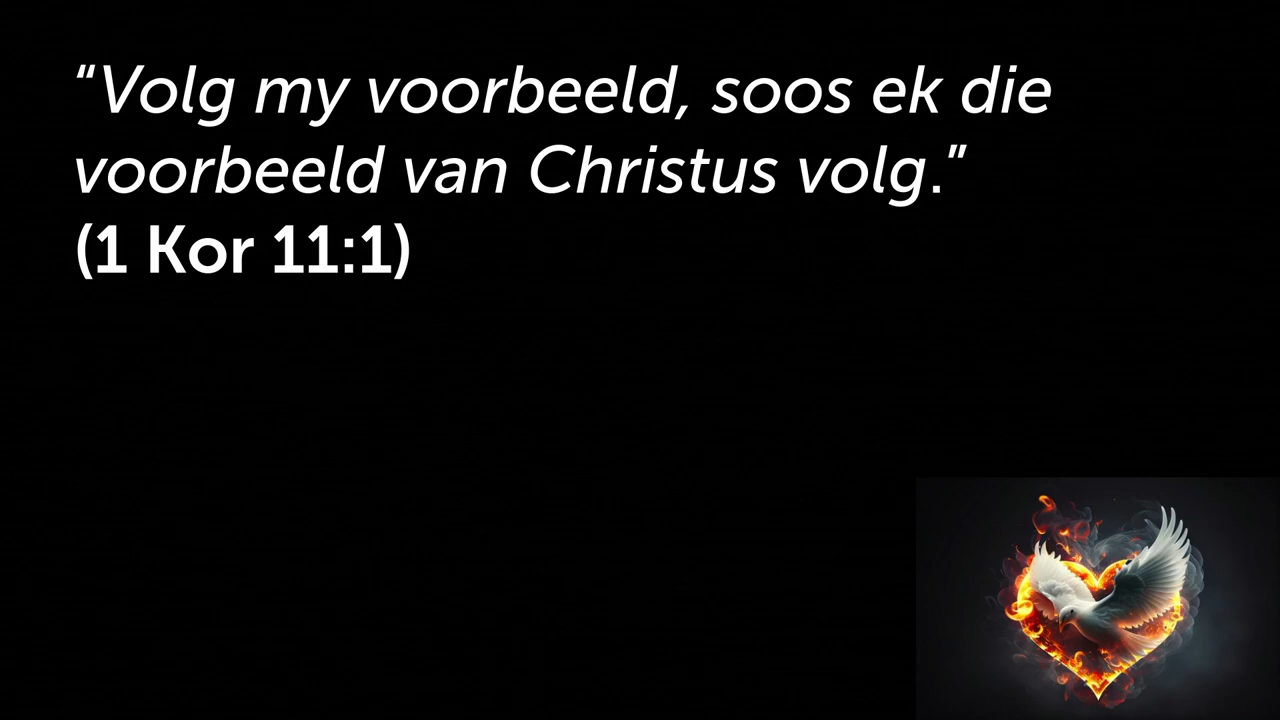 “Volg my voorbeeld, soos ek die
voorbeeld van Christus volg.”
(1 Kor 11:1)